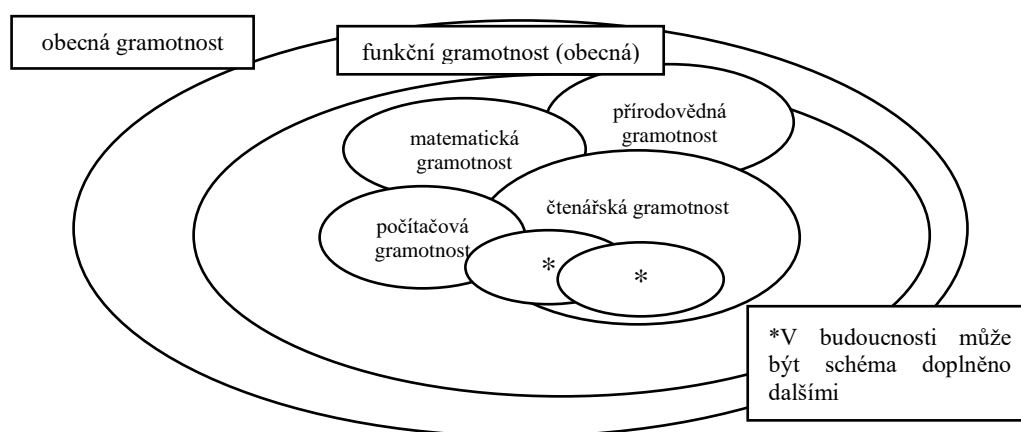 obecná gramotnost
funkční gramotnost (obecná)
přírodovědná
gramotnost
matematická
gramotnost
čtenářská gramotnost
počítačová
gramotnost
*
*
*V budoucnosti může
být schéma doplněno
dalšími